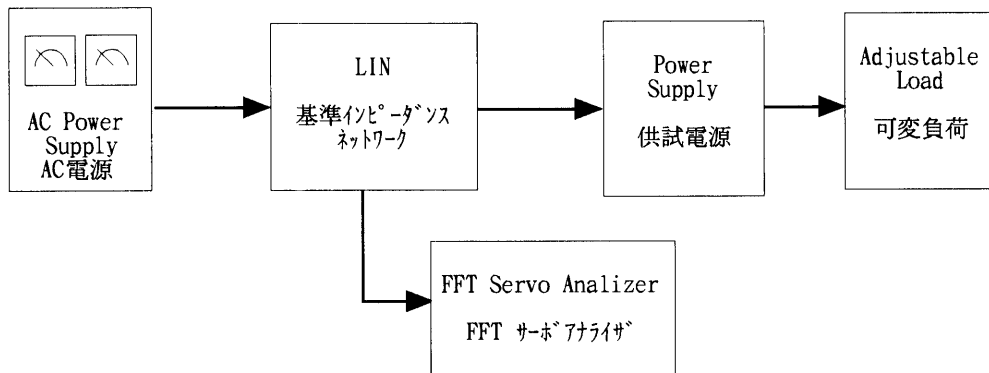 AC Power
Supply
AC電源
LIN
基準ｲﾝﾋﾟｰﾀﾞﾝｽ
ﾈｯﾄﾜｰｸ
Power
Supply
供試電源
Adjustable
Load
可変負荷
FFT Servo Analizer
FFT ｻｰﾎﾞｱﾅﾗｲｻﾞ